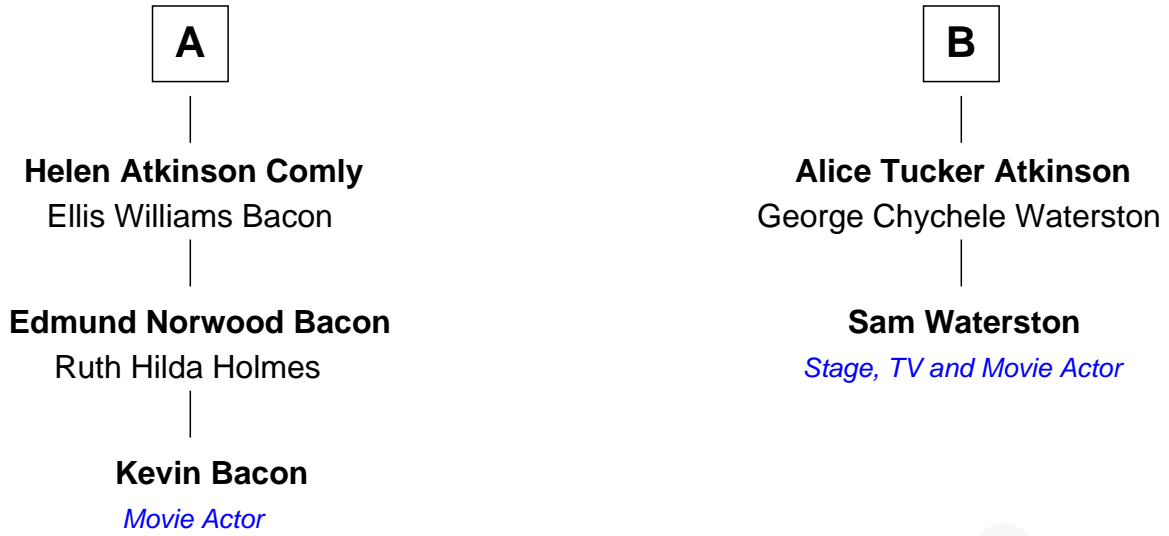 A
Helen Atkinson Comly
Ellis Williams Bacon
Edmund Norwood Bacon
Ruth Hilda Holmes
Kevin Bacon
Movie Actor
B
Alice Tucker Atkinson
George Chychele Waterston
Sam Waterston
Stage, TV and Movie Actor